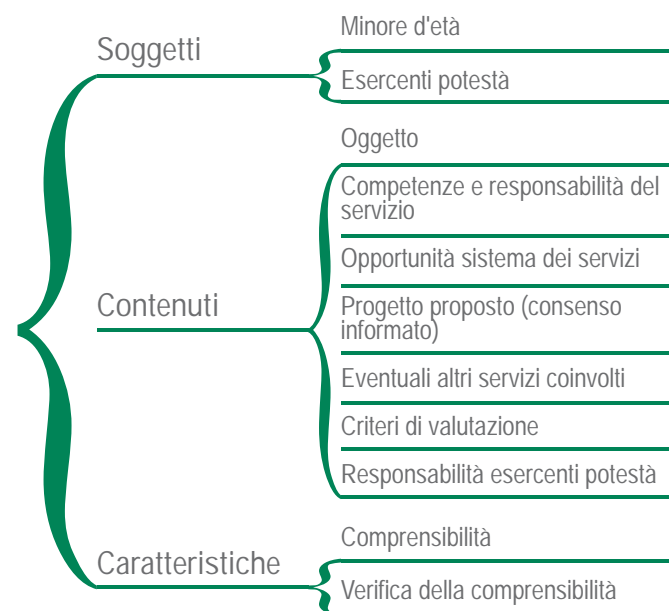 Soggetti
Minore d'età
Esercenti potestà
Contenuti
Oggetto
Competenze e responsabilità del
servizio
Opportunità sistema dei servizi
Progetto proposto (consenso
informato)
Eventuali altri servizi coinvolti
Criteri di valutazione
Responsabilità esercenti potestà
Caratteristiche
Comprensibilità
Verifica della comprensibilità